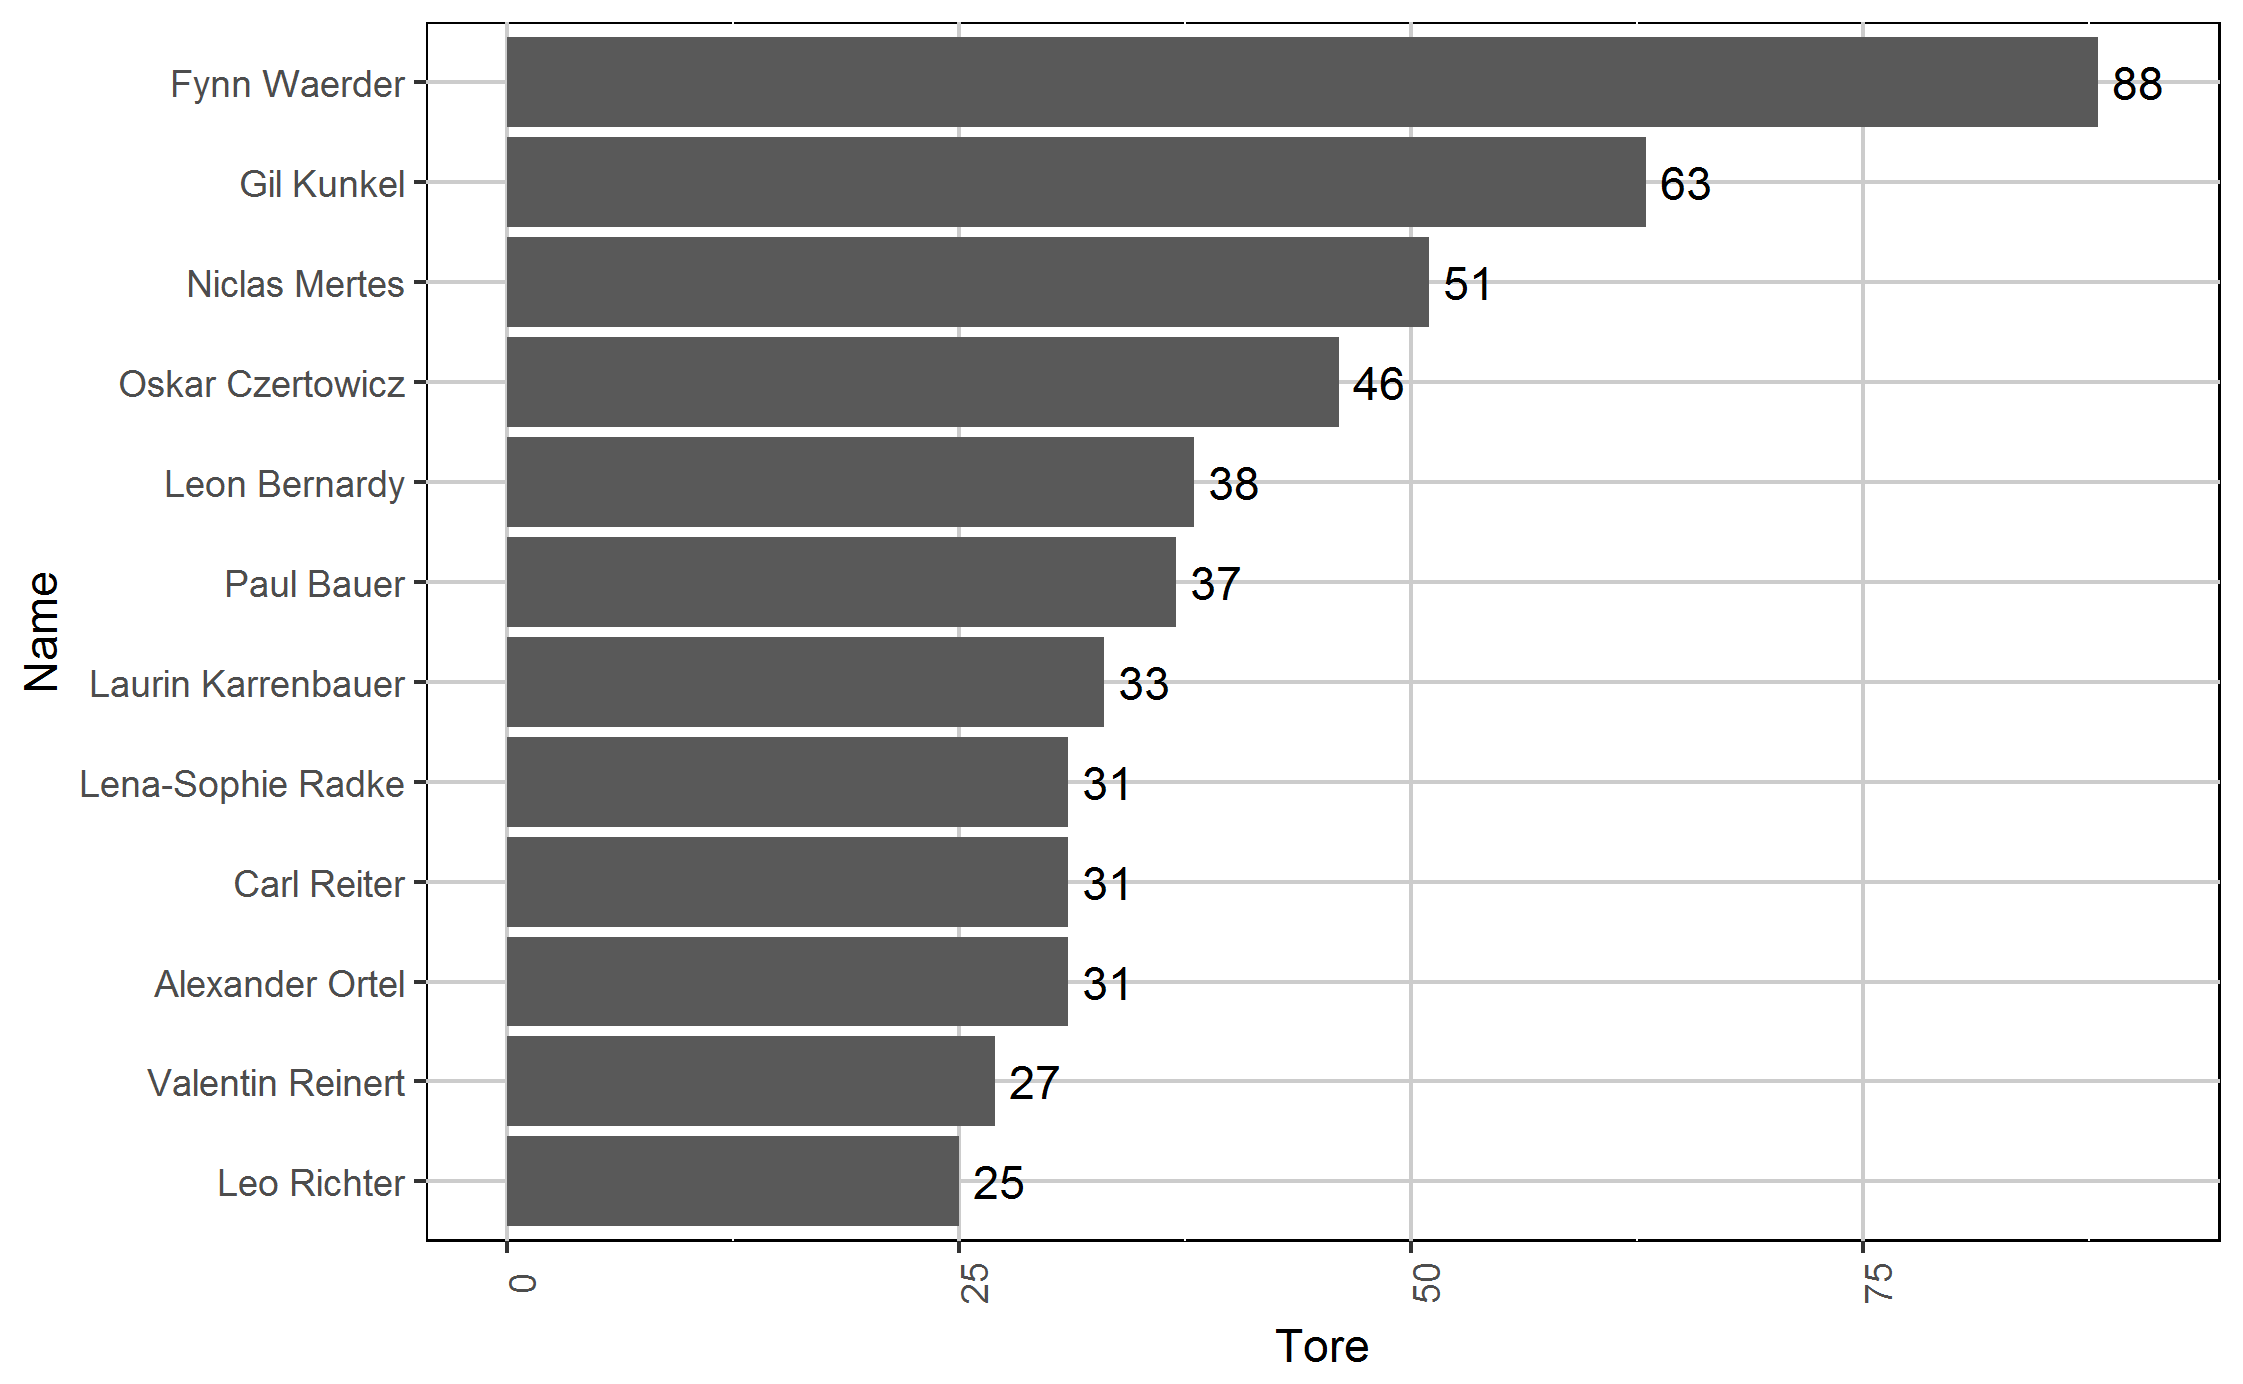 Fynn Waerder 88
Gil Kunkel 63
Niclas Mertes 51
Oskar Czertowicz 46
Leon Bernardy 38
Paul Bauer 37
Laurin Karrenbauer 33
Lena-Sophie Radke 31
Carl Reiter 31
Alexander Ortel 31
Valentin Reinert 27
Leo Richter 25
Name
0 25 50 75
Tore